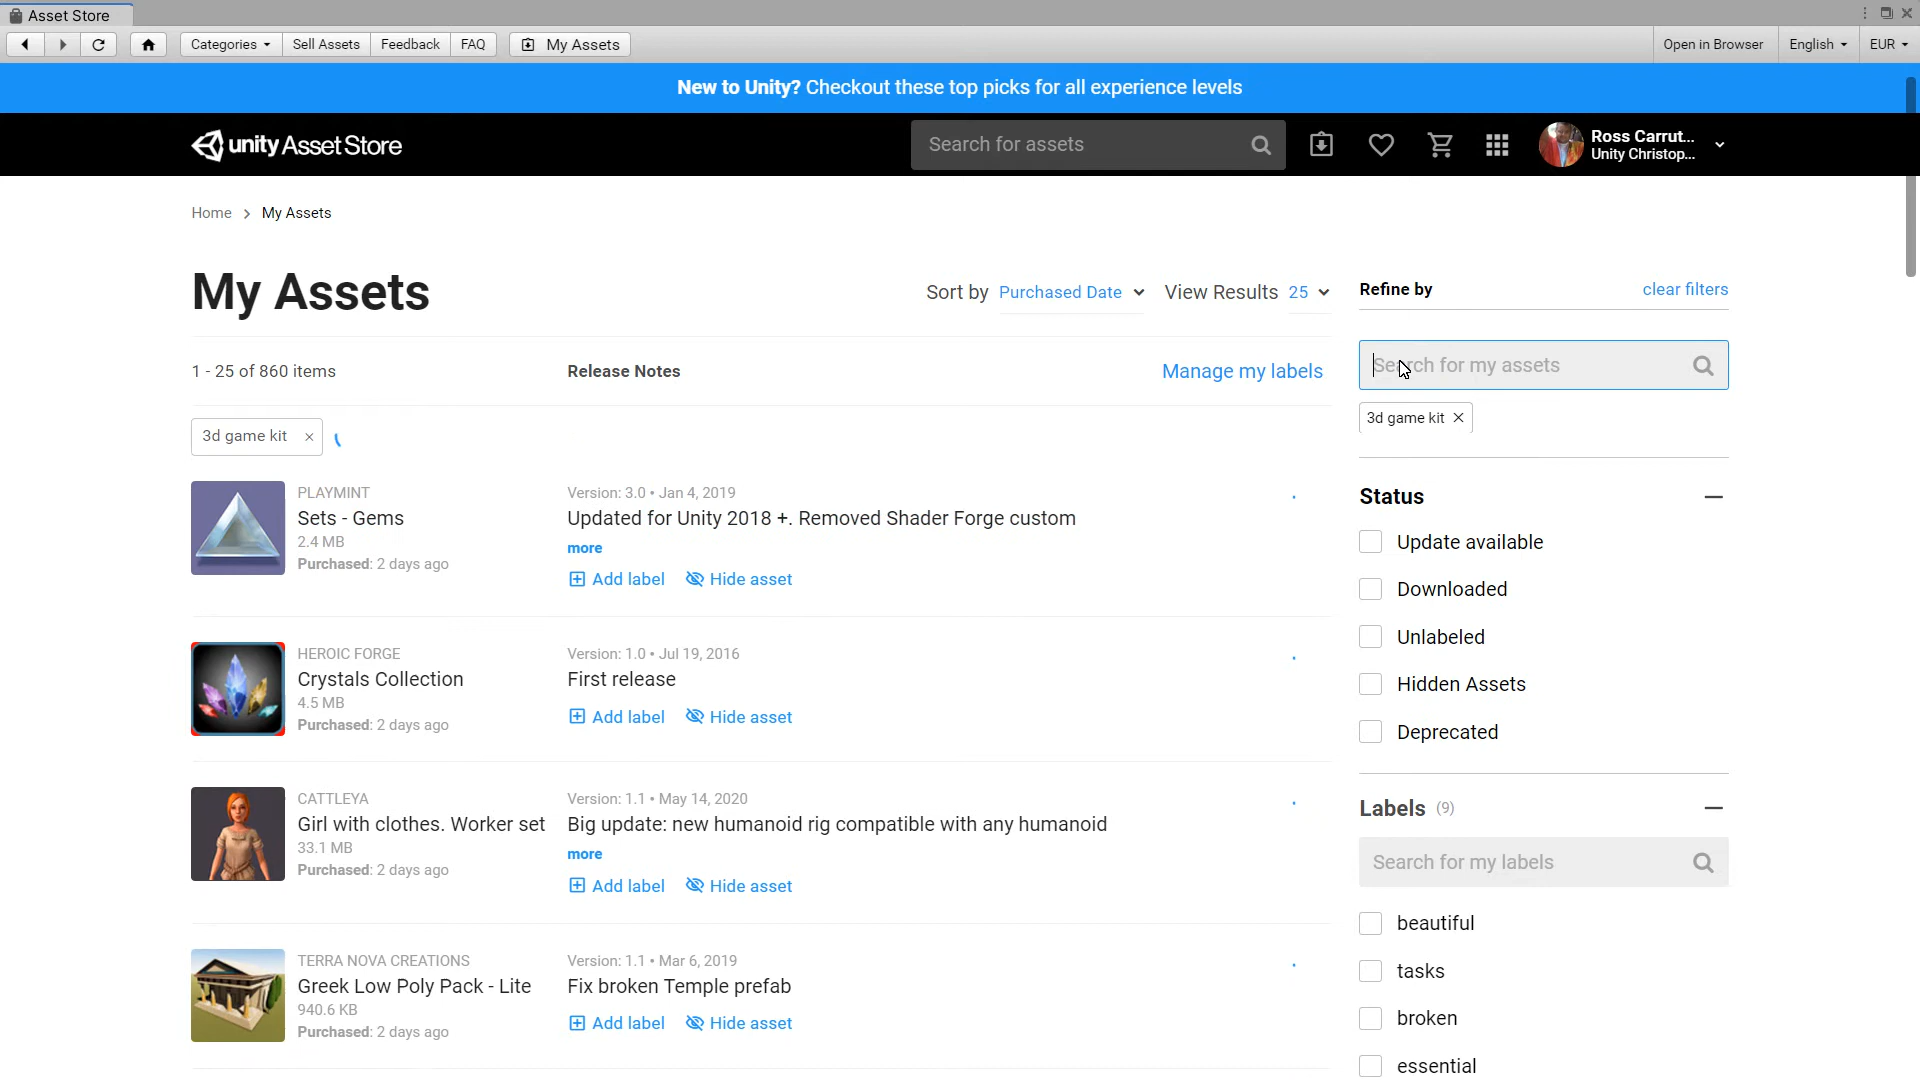 Asset Store
Categories
Sell Assets
Feedback
FAQ
My Assets
Open in Browser
English
EUR
New to Unity? Checkout these top picks for all experience levels
unity Asset Store
Search for assets
Ross Carrut...
Unity Christop...
Home > My Assets
My Assets
Sort by Purchased Date
View Results 25
Refine by
clear filters
1 - 25 of 860 items
Release Notes
Manage my labels
Search for my assets
3d game kit
3d game kit
PLAYMINT
Sets - Gems
2.4 MB
Purchased: 2 days ago
Version: 3.0 • Jan 4, 2019
Updated for Unity 2018 +. Removed Shader Forge custom
more
Add label
Hide asset
HEROIC FORGE
Crystals Collection
4.5 MB
Purchased: 2 days ago
Version: 1.0 • Jul 19, 2016
First release
Add label
Hide asset
CATTLEYA
Girl with clothes. Worker set
33.1 MB
Purchased: 2 days ago
Version: 1.1 • May 14, 2020
Big update: new humanoid rig compatible with any humanoid
more
Add label
Hide asset
TERRA NOVA CREATIONS
Greek Low Poly Pack - Lite
940.6 KB
Purchased: 2 days ago
Version: 1.1 • Mar 6, 2019
Fix broken Temple prefab
Add label
Hide asset
Status
Update available
Downloaded
Unlabeled
Hidden Assets
Deprecated
Labels (9)
Search for my labels
beautiful
tasks
broken
essential